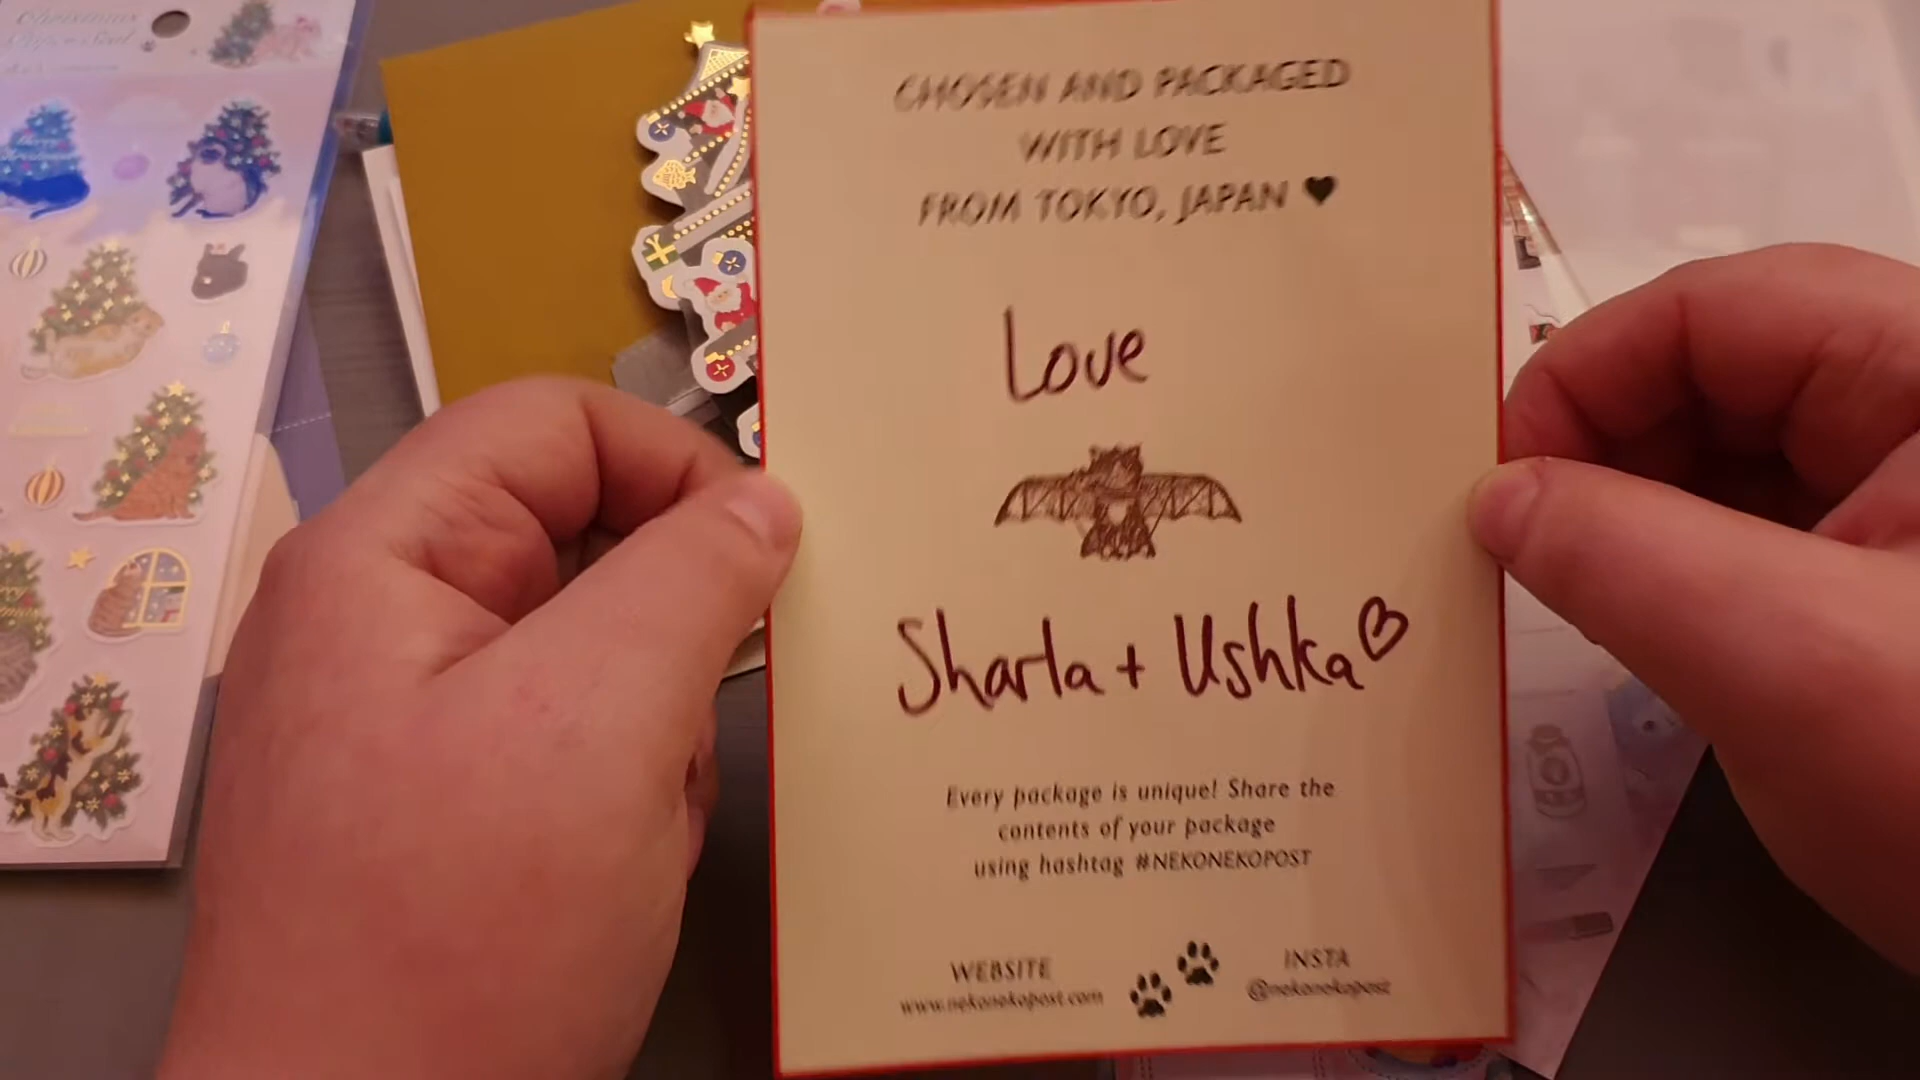 CHOSEN AND PACKAGED
WITH LOVE
FROM TOKYO, JAPAN ♥
Love
Sharla + Ushka ♡
Every package is unique! Share the
contents of your package
using hashtag #NEKONEKOPOST
WEBSITE
www.nekonekopost.com
INSTA
@nekonekopost
Christmas